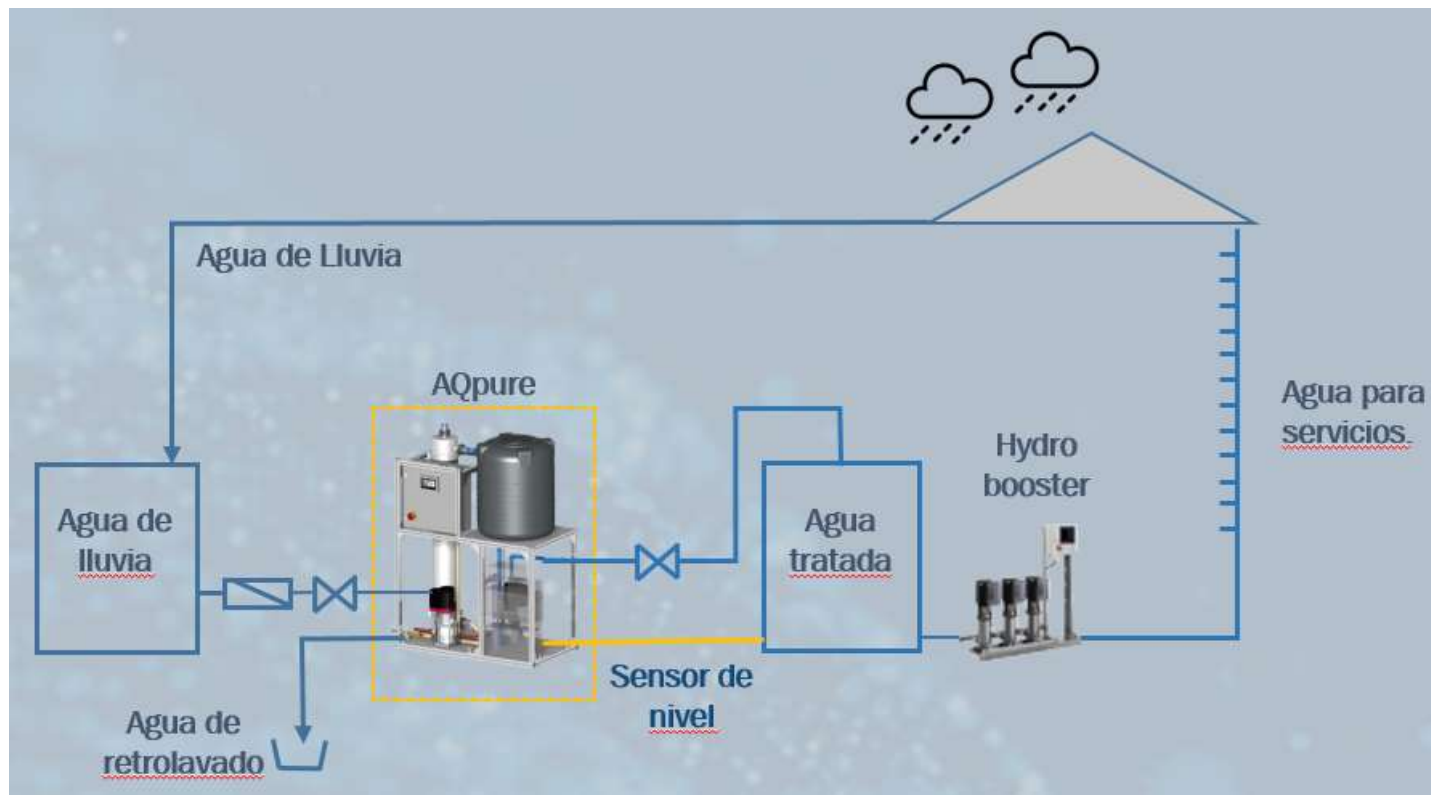 Agua de Lluvia
AQpure
Agua para
servicios.
Hydro
booster
Agua de
lluvia
Agua
tratada
Sensor de
nivel
Agua de
retrolavado